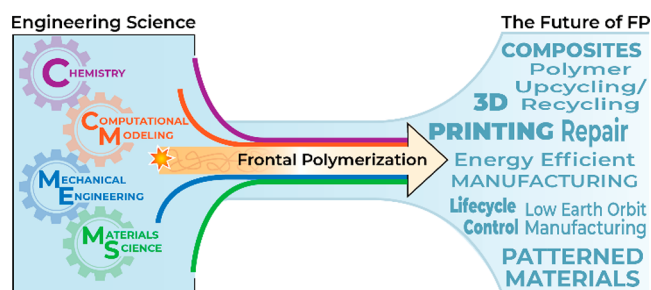 Engineering Science
The Future of FP
CHEMISTRY
COMPUTATIONAL
MODELING
MECHANICAL
ENGINEERING
MATERIALS
SCIENCE
Frontal Polymerization
COMPOSITES
Polymer
Upcycling/
3D Recycling
PRINTING Repair
Energy Efficient
MANUFACTURING
Lifecycle Low Earth Orbit
Control Manufacturing
PATTERNED
MATERIALS